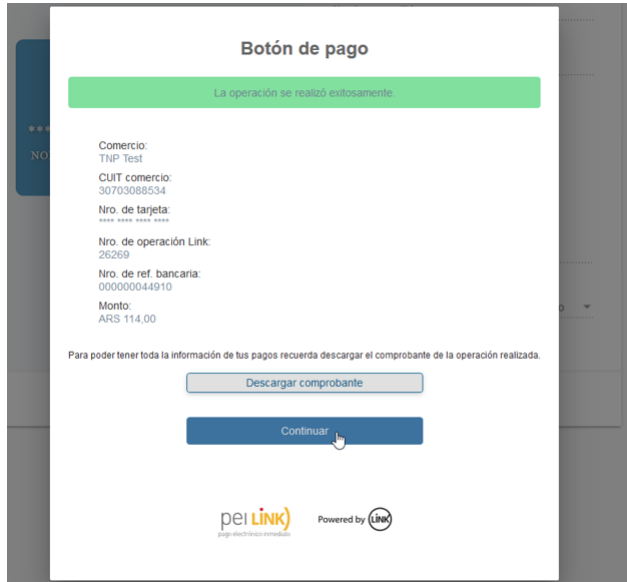 Botón de pago
La operación se realizó exitosamente.
***
NO
Comercio:
TNP Test
CUIT comercio:
30703088534
Nro. de tarjeta:
**** **** **** ****
Nro. de operación Link:
26269
Nro. de ref. bancaria:
000000044910
Monto:
ARS 114,00
o
Para poder tener toda la información de tus pagos recuerda descargar el comprobante de la operación realizada.
Descargar comprobante
Continuar
pei LINK)
pago electrónico inmediato
Powered by LINK